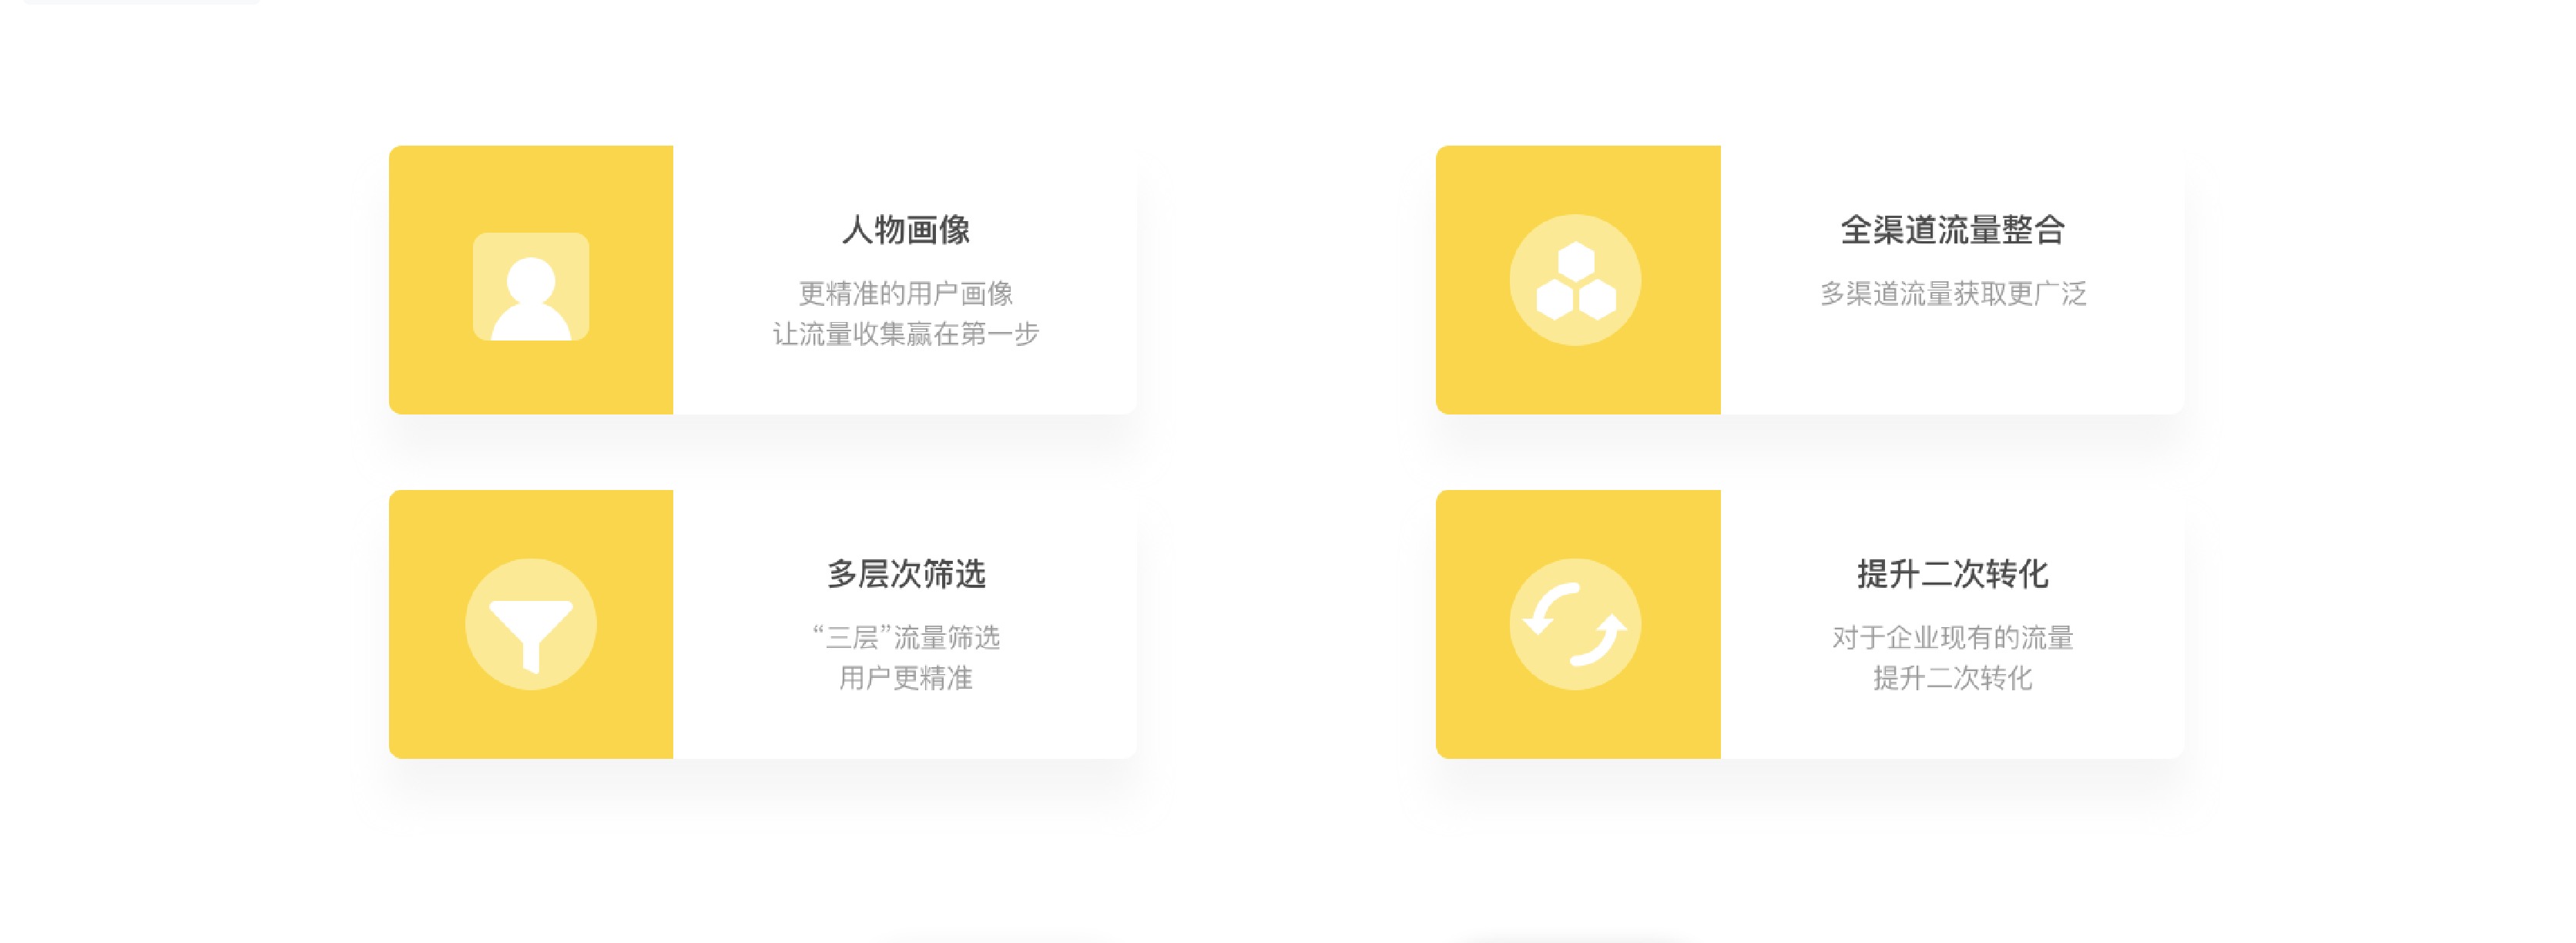 人物画像
更精准的用户画像
让流量收集赢在第一步
全渠道流量整合
多渠道流量获取更广泛
多层次筛选
“三层”流量筛选
用户更精准
提升二次转化
对于企业现有的流量
提升二次转化